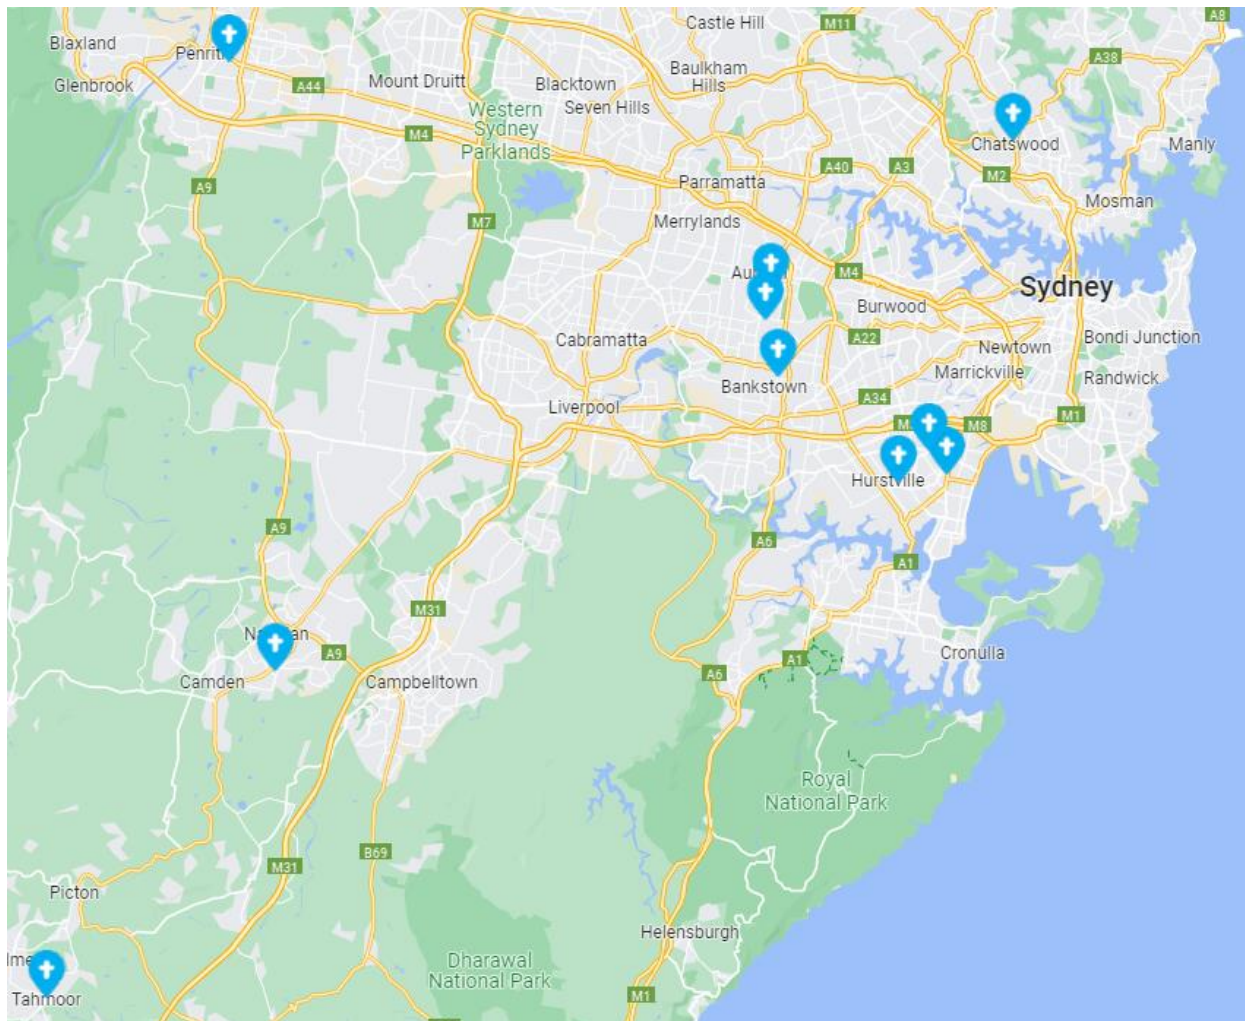 Castle Hill
M11
A8
Blaxland
A38
Glenbrook
A44
Mount Druitt
Blacktown
Baulkham
Hills
Seven Hills
Western
Sydney
Parklands
M4
Chatswood
Manly
A40
A3
M2
Parramatta
A9
Mosman
M7
Merrylands
M4
Sydney
Burwood
Cabramatta
A22
Newtown
Bondi Junction
Marrickville
Randwick
Bankstown
A34
Liverpool
M1
M8
Hurstville
A9
A6
A1
M31
A9
Cronulla
A1
A6
Camden
Campbelltown
Royal
National Park
B69
M31
Picton
Helensburgh
Dharawal
National Park
M1
Tahmoor